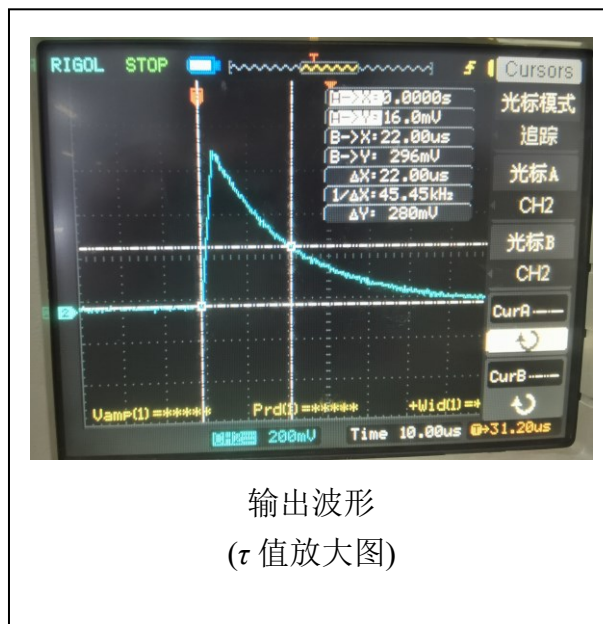 RIGOL STOP T Cursors
A->X: 0.0000s
A->Y: 16.0mV
B->X: 22.00us
B->Y: 296mV
ΔX: 22.00us
1/ΔX: 45.45kHz
ΔY: 280mV
光标模式
追踪
光标A
CH2
光标B
CH2
CurA
CurB
2
Vamp(1)=***** Prd(1)=***** +Wid(1)=*
200mV Time 10.00us T→31.20us
输出波形
(τ 值放大图)